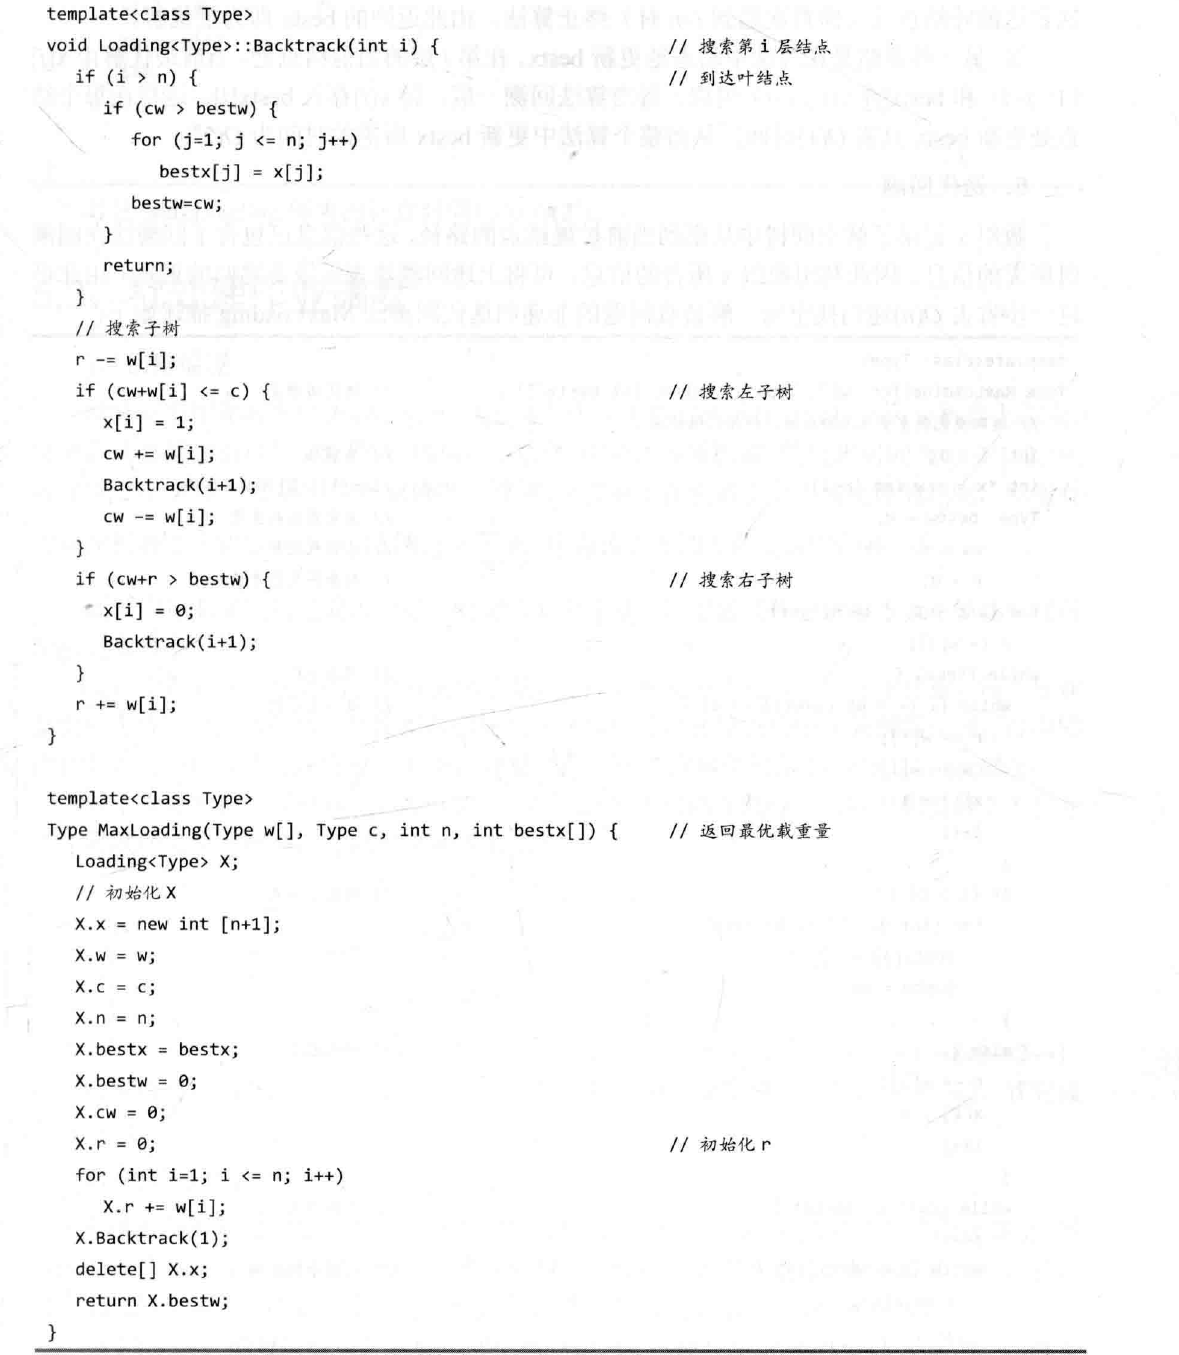 template<class Type>
void Loading<Type>::Backtrack(int i) { // 搜索第 i 层结点
if (i > n) { // 到达叶结点
if (cw > bestw) {
for (j=1; j <= n; j++)
bestx[j] = x[j];
bestw=cw;
}
return;
}
// 搜索子树
r -= w[i];
if (cw+w[i] <= c) { // 搜索左子树
x[i] = 1;
cw += w[i];
Backtrack(i+1);
cw -= w[i];
}
if (cw+r > bestw) { // 搜索右子树
x[i] = 0;
Backtrack(i+1);
}
r += w[i];
}
template<class Type>
Type MaxLoading(Type w[], Type c, int n, int bestx[]) { // 返回最优载重量
Loading<Type> X;
// 初始化 X
X.x = new int [n+1];
X.w = w;
X.c = c;
X.n = n;
X.bestx = bestx;
X.bestw = 0;
X.cw = 0;
X.r = 0; // 初始化 r
for (int i=1; i <= n; i++)
X.r += w[i];
X.Backtrack(1);
delete[] X.x;
return X.bestw;
}